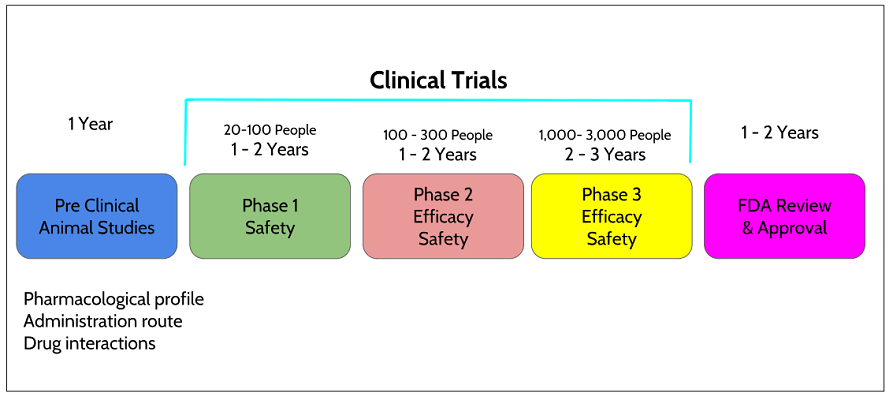 Clinical Trials
1 Year
20-100 People
1 - 2 Years
100 - 300 People
1 - 2 Years
1,000- 3,000 People
2 - 3 Years
1 - 2 Years
Pre Clinical
Animal Studies
Phase 1
Safety
Phase 2
Efficacy
Safety
Phase 3
Efficacy
Safety
FDA Review
& Approval
Pharmacological profile
Administration route
Drug interactions